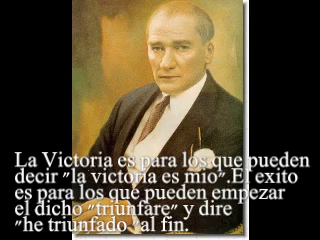 La Victoria es para los que pueden
decir "la victoria es mio".El exito
es para los que pueden empezar
el dicho "triunfare" y dire
"he triunfado "al fin.